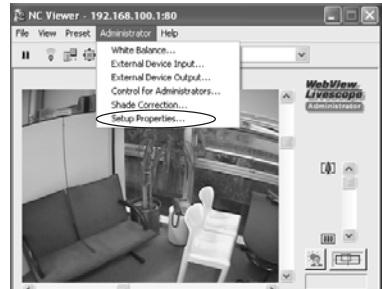 NC Viewer - 192.168.100.1:80
File View Preset Administrator Help
White Balance...
External Device Input...
External Device Output...
Control for Administrators...
Shade Correction...
Setup Properties...
WebView
Livescope
Administrator